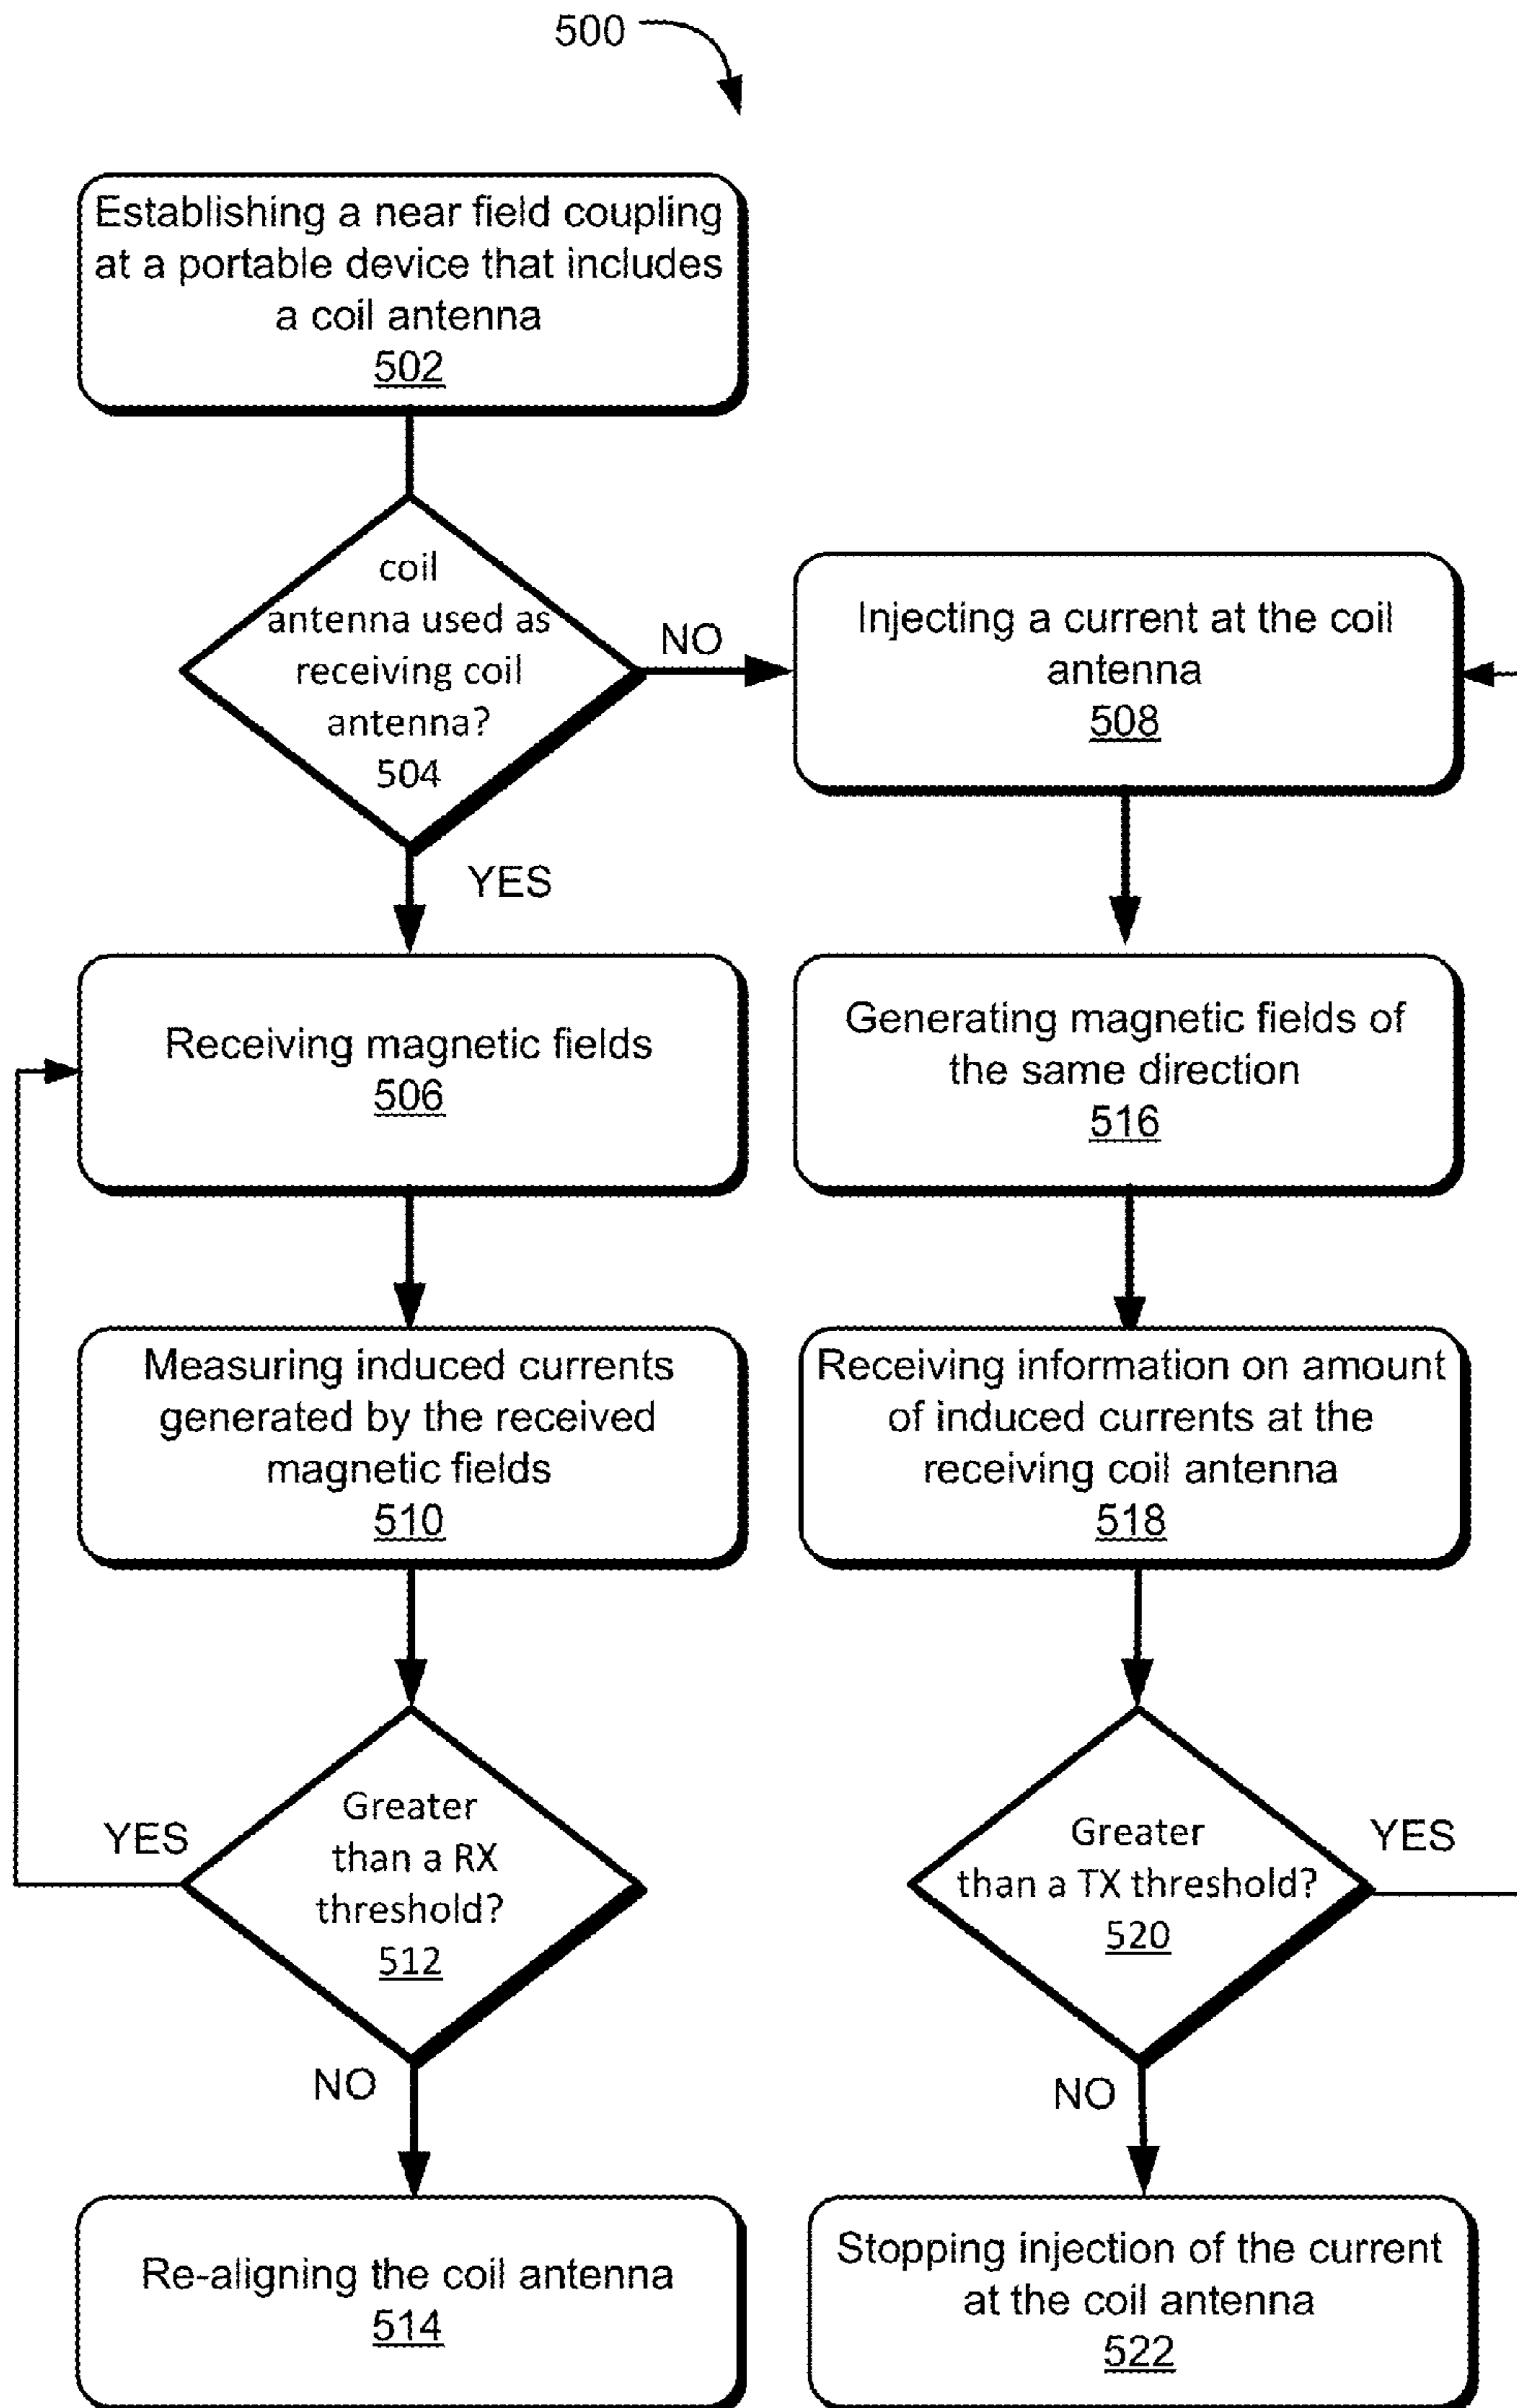 500
Establishing a near field coupling
at a portable device that includes
a coil antenna
502
coil
antenna used as
receiving coil
antenna?
504
NO
YES
Injecting a current at the coil
antenna
508
Receiving magnetic fields
506
Generating magnetic fields of
the same direction
516
Measuring induced currents
generated by the received
magnetic fields
510
Receiving information on amount
of induced currents at the
receiving coil antenna
518
Greater
than a RX
threshold?
512
YES
NO
Greater
than a TX threshold?
520
YES
NO
Re-aligning the coil antenna
514
Stopping injection of the current
at the coil antenna
522